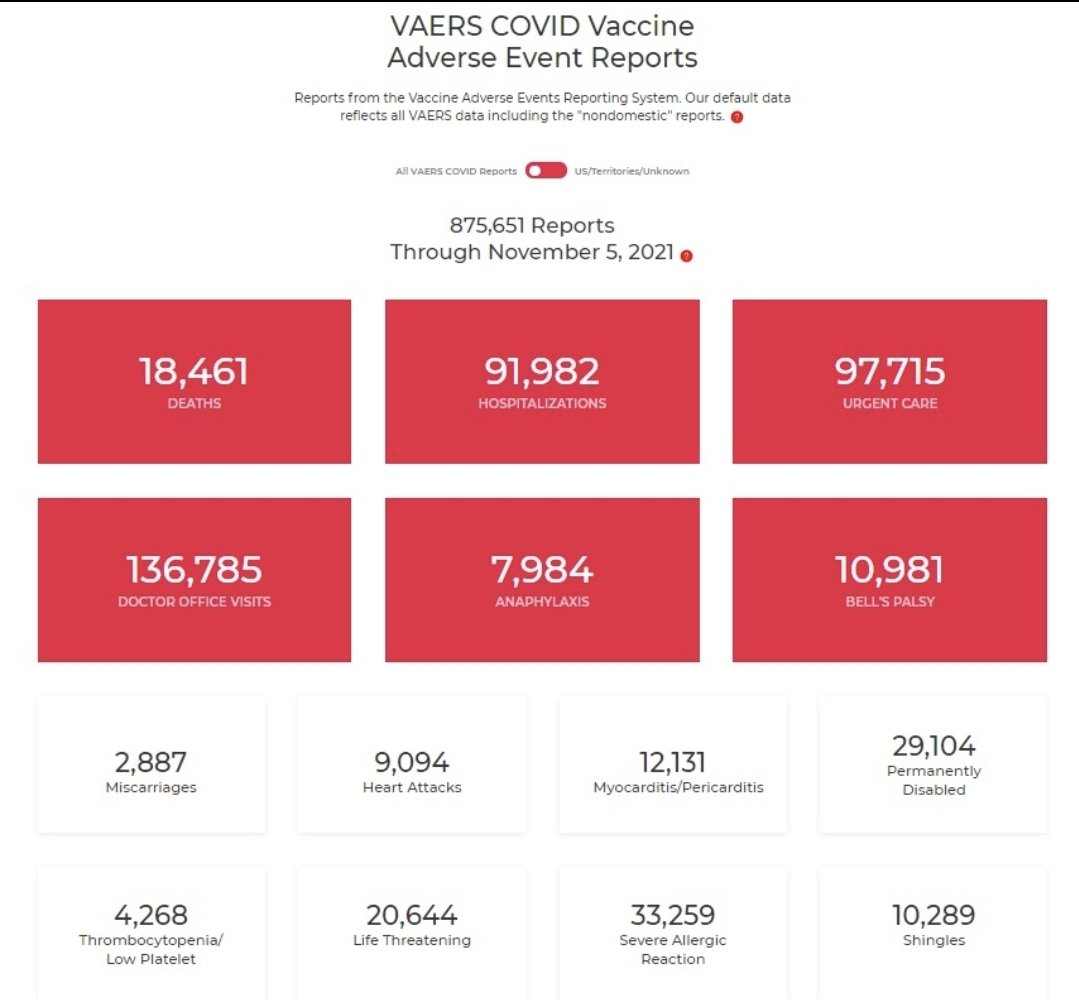 VAERS COVID Vaccine
Adverse Event Reports
Reports from the Vaccine Adverse Events Reporting System. Our default data
reflects all VAERS data including the "nondomestic" reports. ?
All VAERS COVID Reports US/Territories/Unknown
875,651 Reports
Through November 5, 2021 ?
18,461
DEATHS
91,982
HOSPITALIZATIONS
97,715
URGENT CARE
136,785
DOCTOR OFFICE VISITS
7,984
ANAPHYLAXIS
10,981
BELL'S PALSY
2,887
Miscarriages
9,094
Heart Attacks
12,131
Myocarditis/Pericarditis
29,104
Permanently
Disabled
4,268
Thrombocytopenia/
Low Platelet
20,644
Life Threatening
33,259
Severe Allergic
Reaction
10,289
Shingles